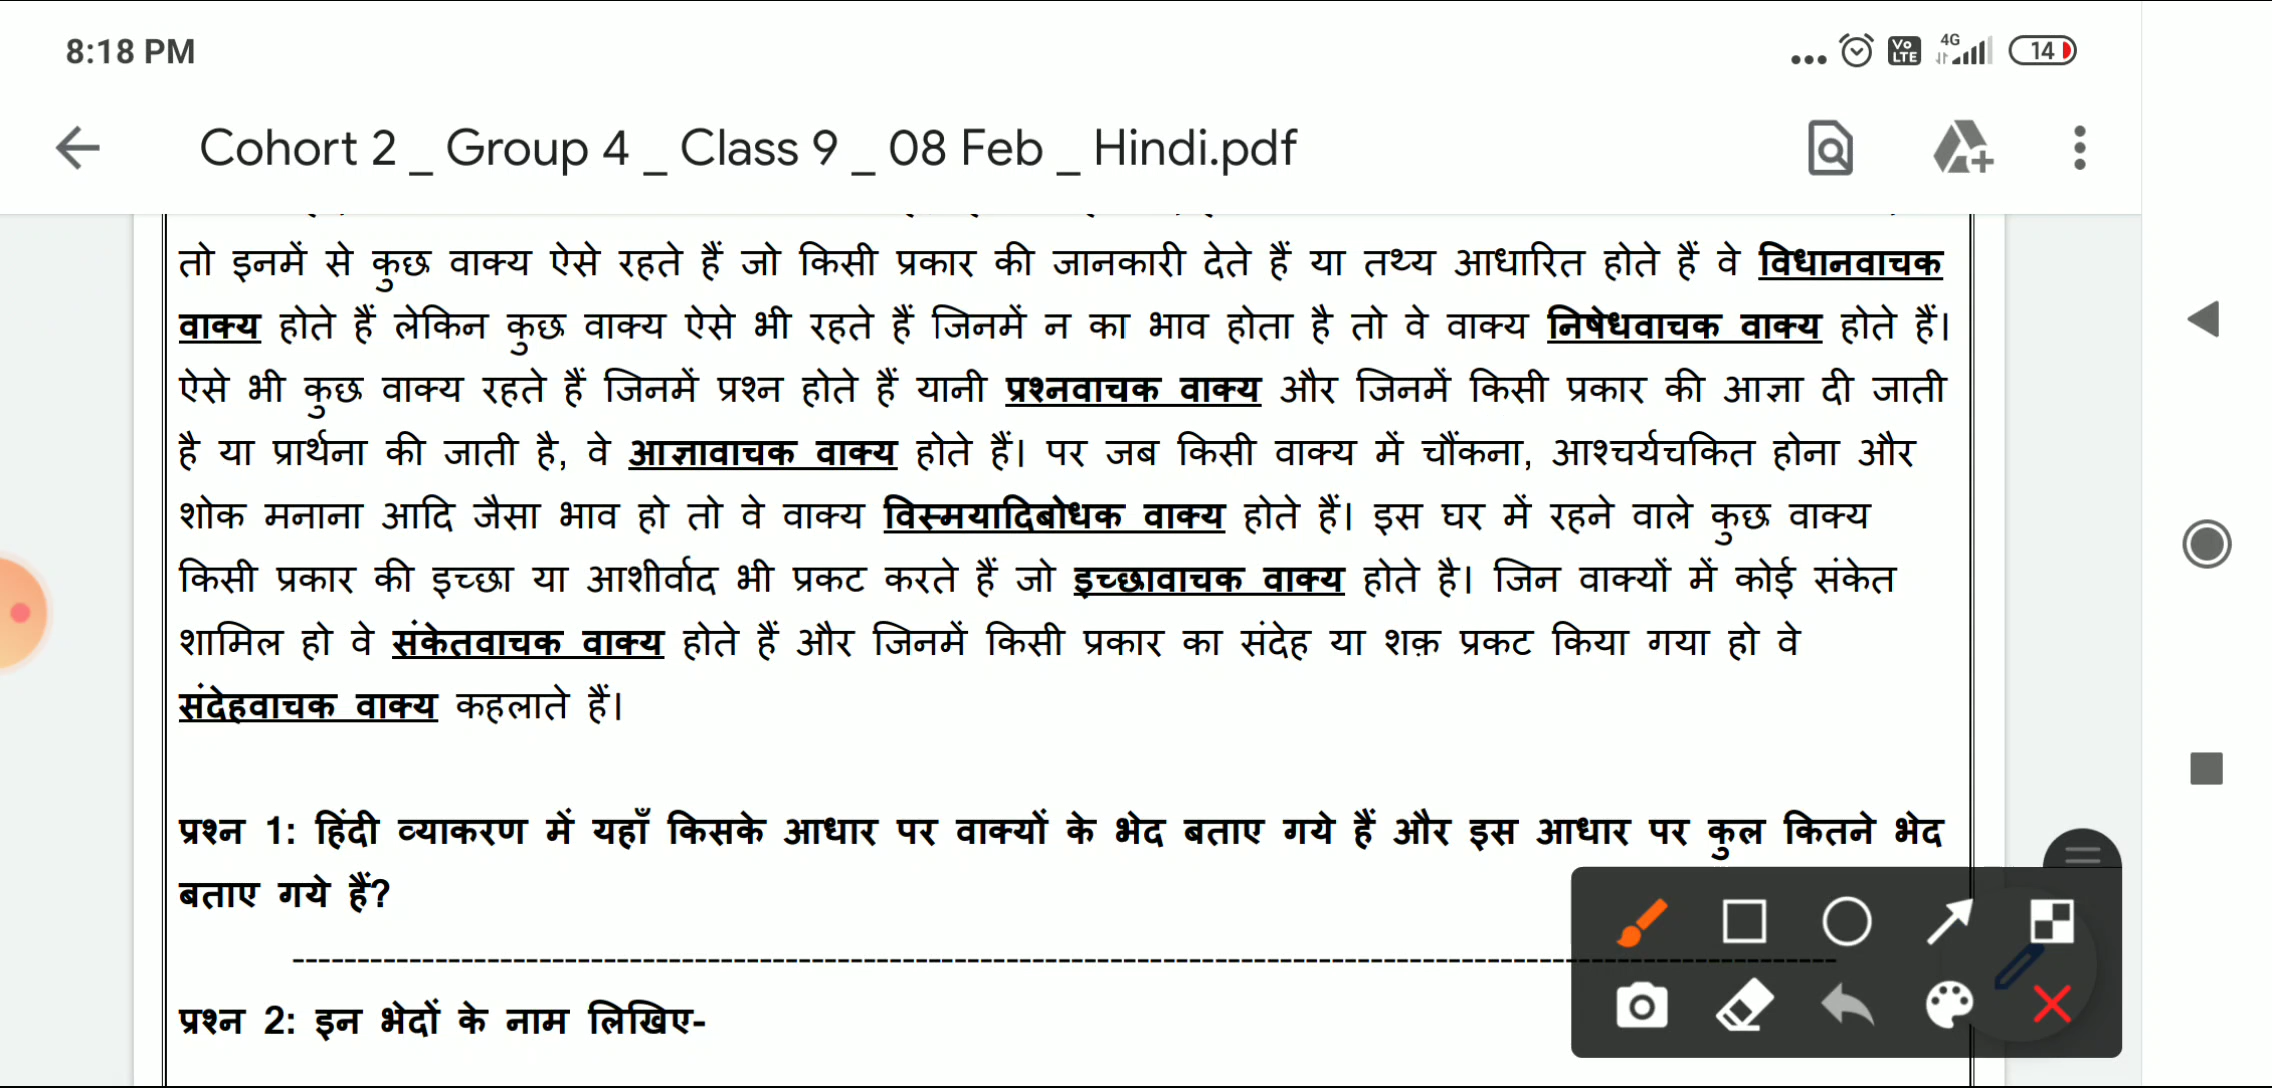 8:18 PM
4G
Vo LTE
14
Cohort 2 _ Group 4 _ Class 9 _ 08 Feb _ Hindi.pdf
तो इनमें से कुछ वाक्य ऐसे रहते हैं जो किसी प्रकार की जानकारी देते हैं या तथ्य आधारित होते हैं वे विधानवाचक
वाक्य होते हैं लेकिन कुछ वाक्य ऐसे भी रहते हैं जिनमें न का भाव होता है तो वे वाक्य निषेधवाचक वाक्य होते हैं।
ऐसे भी कुछ वाक्य रहते हैं जिनमें प्रश्न होते हैं यानी प्रश्नवाचक वाक्य और जिनमें किसी प्रकार की आज्ञा दी जाती
है या प्रार्थना की जाती है, वे आज्ञावाचक वाक्य होते हैं। पर जब किसी वाक्य में चौंकना, आश्चर्यचकित होना और
शोक मनाना आदि जैसा भाव हो तो वे वाक्य विस्मयादिबोधक वाक्य होते हैं। इस घर में रहने वाले कुछ वाक्य
किसी प्रकार की इच्छा या आशीर्वाद भी प्रकट करते हैं जो इच्छावाचक वाक्य होते है। जिन वाक्यों में कोई संकेत
शामिल हो वे संकेतवाचक वाक्य होते हैं और जिनमें किसी प्रकार का संदेह या शक़ प्रकट किया गया हो वे
संदेहवाचक वाक्य कहलाते हैं।
प्रश्न 1: हिंदी व्याकरण में यहाँ किसके आधार पर वाक्यों के भेद बताए गये हैं और इस आधार पर कुल कितने भेद
बताए गये हैं?
प्रश्न 2: इन भेदों के नाम लिखिए-